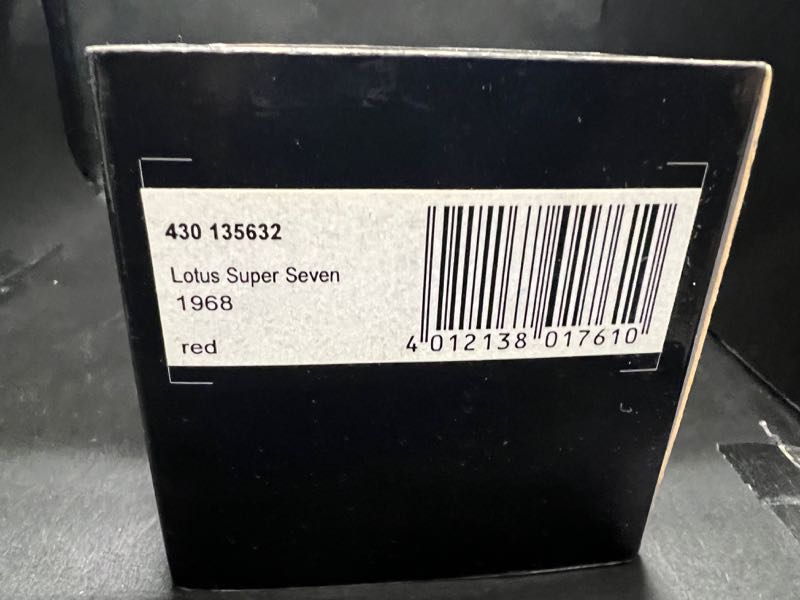 430 135632
Lotus Super Seven
1968
red
4 012138 017610